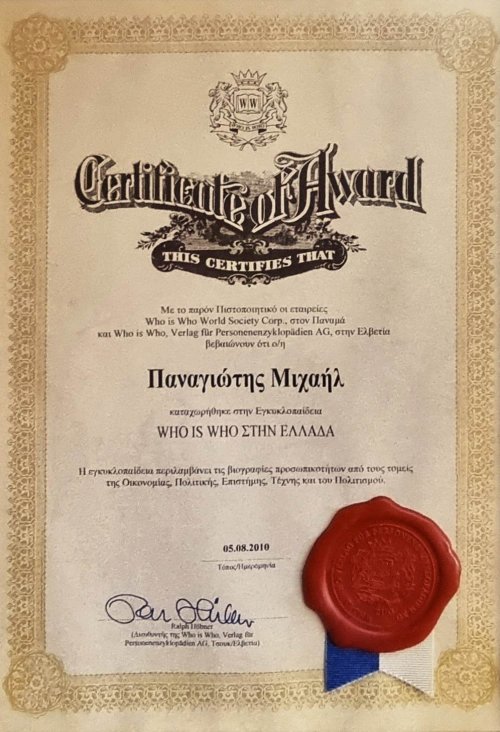 WW
Certificate of Award
THIS CERTIFIES THAT
Με το παρόν Πιστοποιητικό οι εταιρείες
Who is Who World Society Corp., στον Παναμά
και Who is Who, Verlag für Personenenzyklopädien AG, στην Ελβετία
βεβαιώνουν ότι ο/η
Παναγιώτης Μιχαήλ
καταχωρήθηκε στην Εγκυκλοπαίδεια
WHO IS WHO ΣΤΗΝ ΕΛΛΑΔΑ
Η εγκυκλοπαίδεια περιλαμβάνει τις βιογραφίες προσωπικοτήτων από τους τομείς
της Οικονομίας, Πολιτικής, Επιστήμης, Τέχνης και του Πολιτισμού.
05.08.2010
Τόπος/Ημερομηνία
Ralph Hübner
(Διευθυντής της Who is Who, Verlag für
Personenenzyklopädien AG, Τσουκ/Ελβετία)